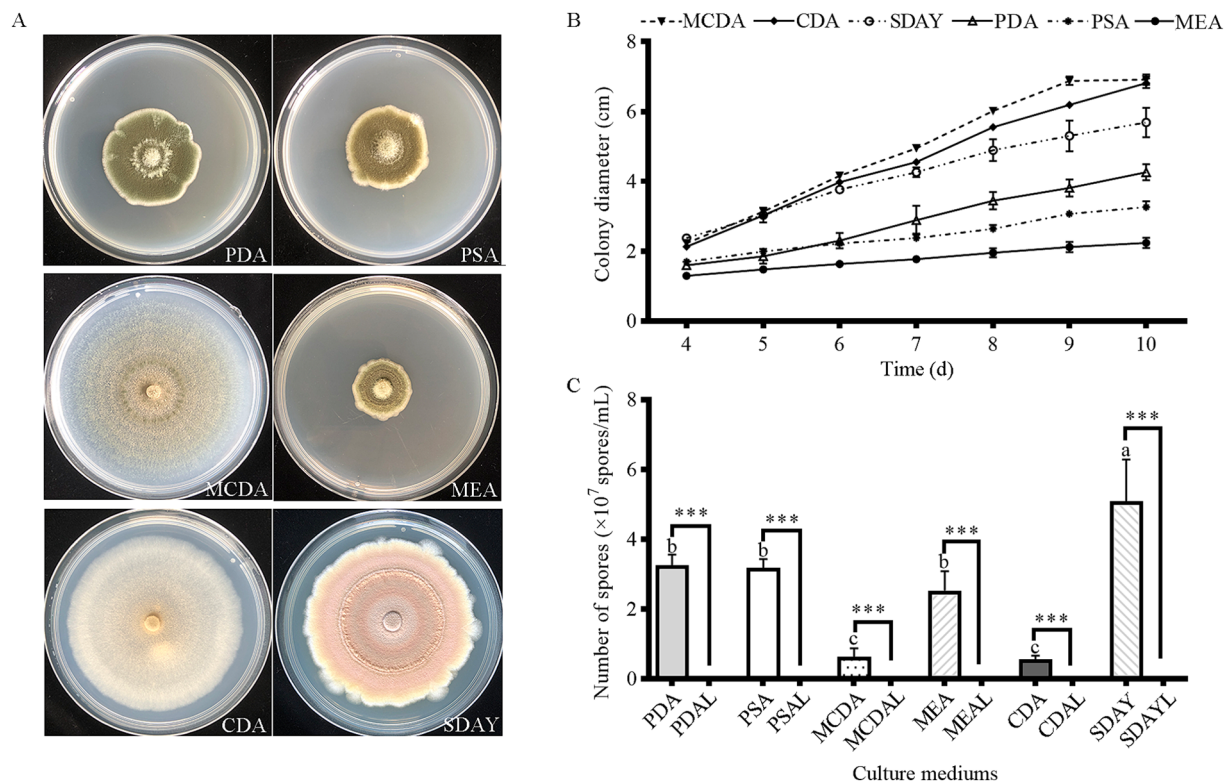 A
PDA
PSA
MCDA
MEA
CDA
SDAY
B
MCDA CDA SDAY PDA PSA MEA
Colony diameter (cm)
8
6
4
2
0
4 5 6 7 8 9 10
Time (d)
C
Number of spores (×10⁷ spores/mL)
8
6
4
2
0
b
***
b
***
c
***
b
***
c
***
a
***
PDA PDAL PSA PSAL MCDA MCDAL MEA MEAL CDA CDAL SDAY SDAYL
Culture mediums